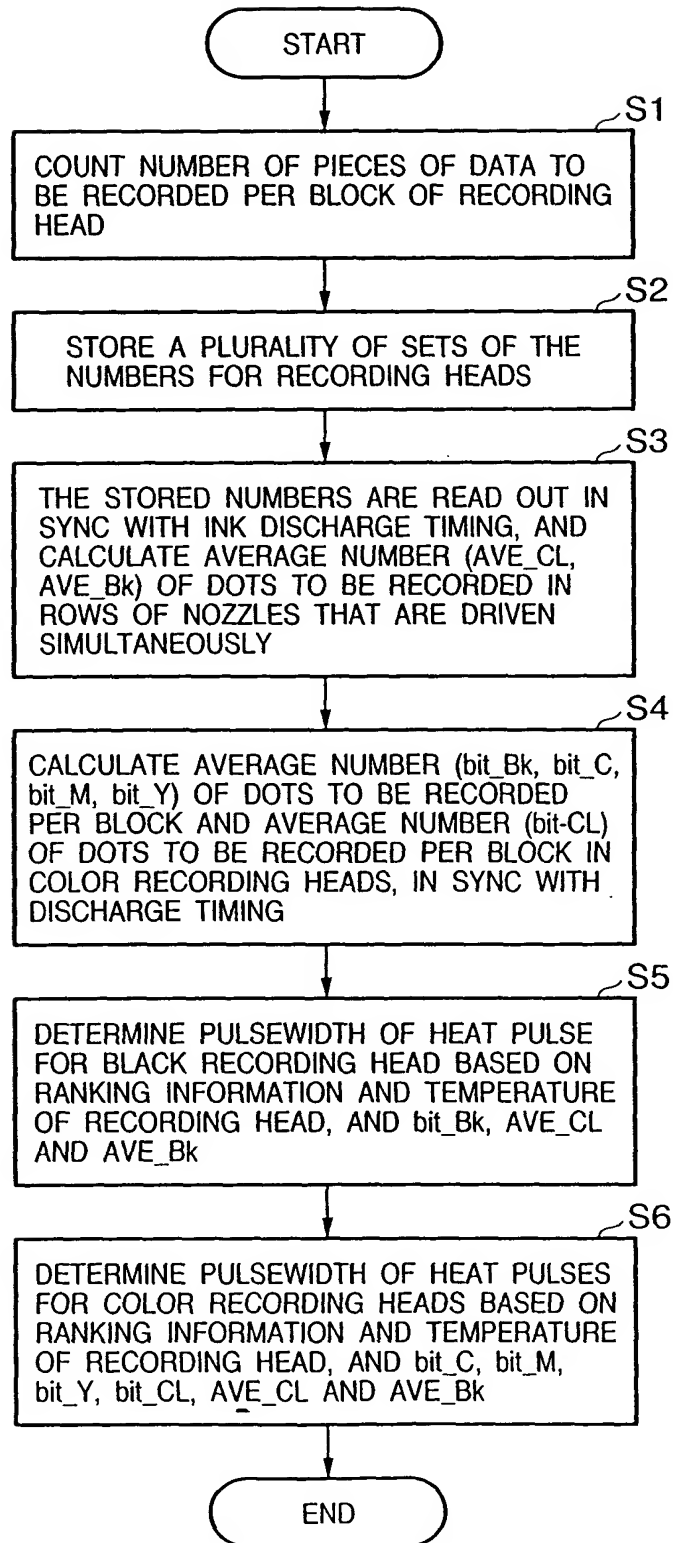 START
S1
COUNT NUMBER OF PIECES OF DATA TO
BE RECORDED PER BLOCK OF RECORDING
HEAD
S2
STORE A PLURALITY OF SETS OF THE
NUMBERS FOR RECORDING HEADS
S3
THE STORED NUMBERS ARE READ OUT IN
SYNC WITH INK DISCHARGE TIMING, AND
CALCULATE AVERAGE NUMBER (AVE_CL,
AVE_Bk) OF DOTS TO BE RECORDED IN
ROWS OF NOZZLES THAT ARE DRIVEN
SIMULTANEOUSLY
S4
CALCULATE AVERAGE NUMBER (bit_Bk, bit_C,
bit_M, bit_Y) OF DOTS TO BE RECORDED
PER BLOCK AND AVERAGE NUMBER (bit-CL)
OF DOTS TO BE RECORDED PER BLOCK IN
COLOR RECORDING HEADS, IN SYNC WITH
DISCHARGE TIMING
S5
DETERMINE PULSEWIDTH OF HEAT PULSE
FOR BLACK RECORDING HEAD BASED ON
RANKING INFORMATION AND TEMPERATURE
OF RECORDING HEAD, AND bit_Bk, AVE_CL
AND AVE_Bk
S6
DETERMINE PULSEWIDTH OF HEAT PULSES
FOR COLOR RECORDING HEADS BASED ON
RANKING INFORMATION AND TEMPERATURE
OF RECORDING HEAD, AND bit_C, bit_M,
bit_Y, bit_CL, AVE_CL AND AVE_Bk
END